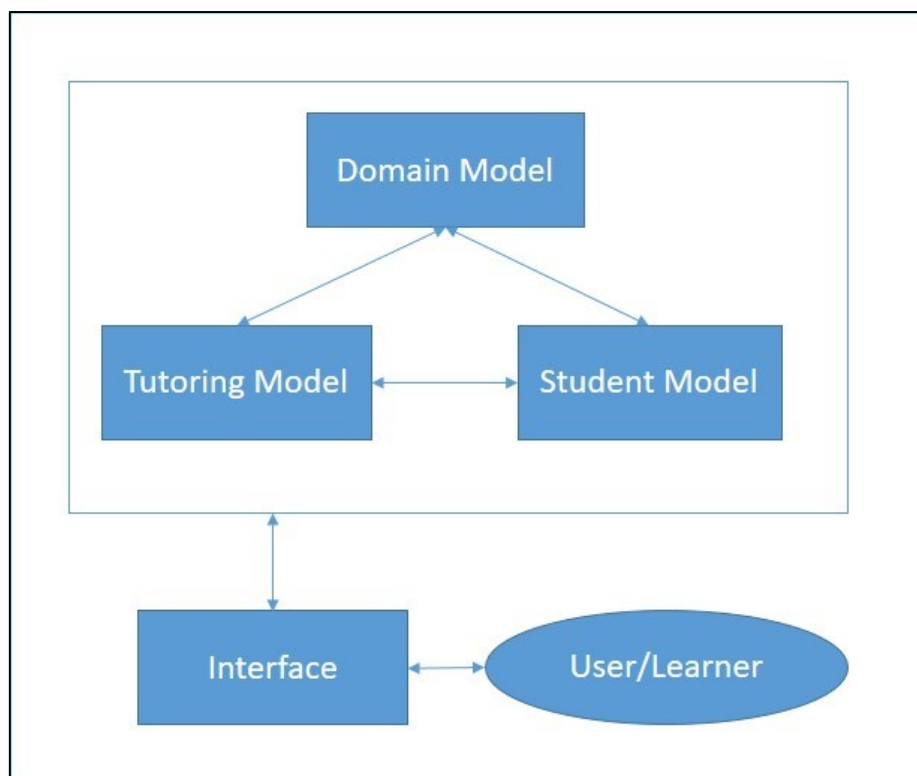 Domain Model
Tutoring Model
Student Model
Interface
User/Learner